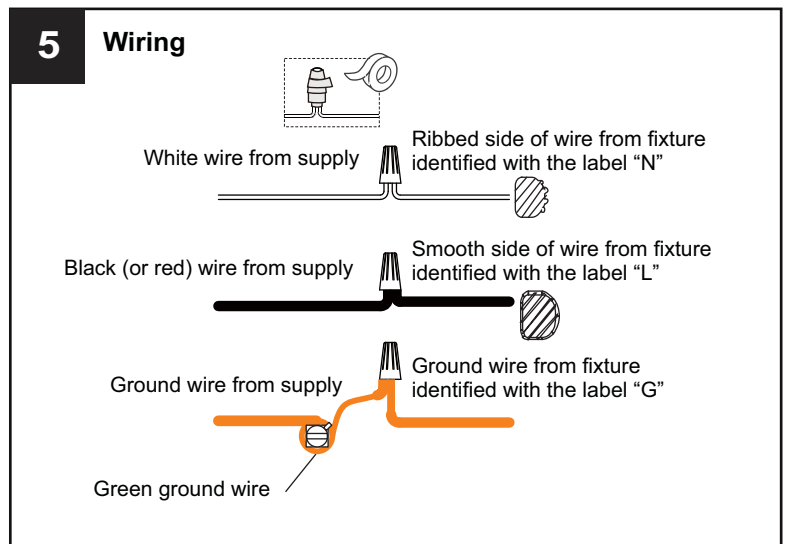 5 Wiring
White wire from supply
Ribbed side of wire from fixture
identified with the label “N”
Black (or red) wire from supply
Smooth side of wire from fixture
identified with the label “L”
Ground wire from supply
Ground wire from fixture
identified with the label “G”
Green ground wire